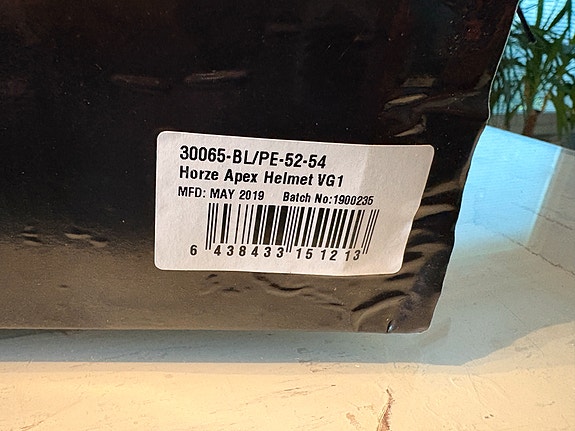 30065-BL/PE-52-54
Horze Apex Helmet VG1
MFD: MAY 2019 Batch No:1900235
6 438433 151213